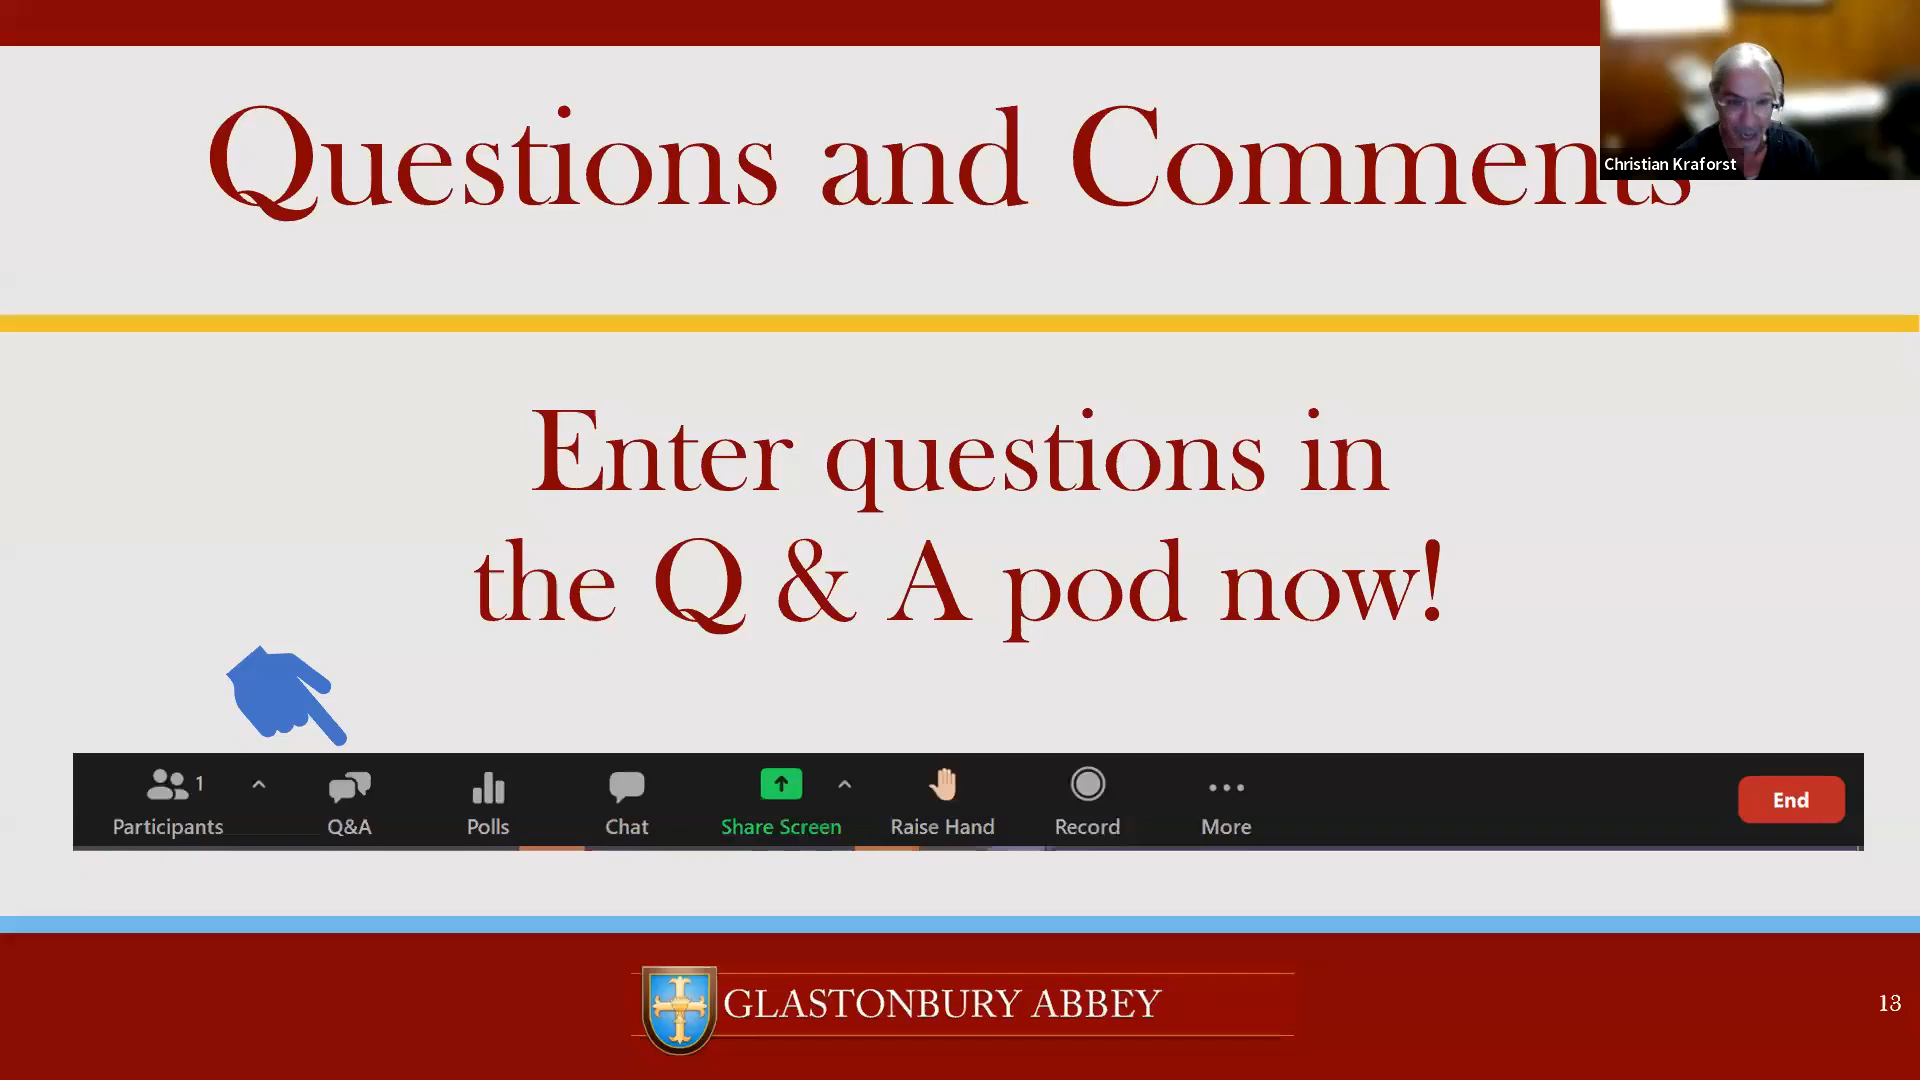 Questions and Comments
Christian Kraforst
Enter questions in
the Q & A pod now!
1
Participants
Q&A
Polls
Chat
Share Screen
Raise Hand
Record
More
End
GLASTONBURY ABBEY
13